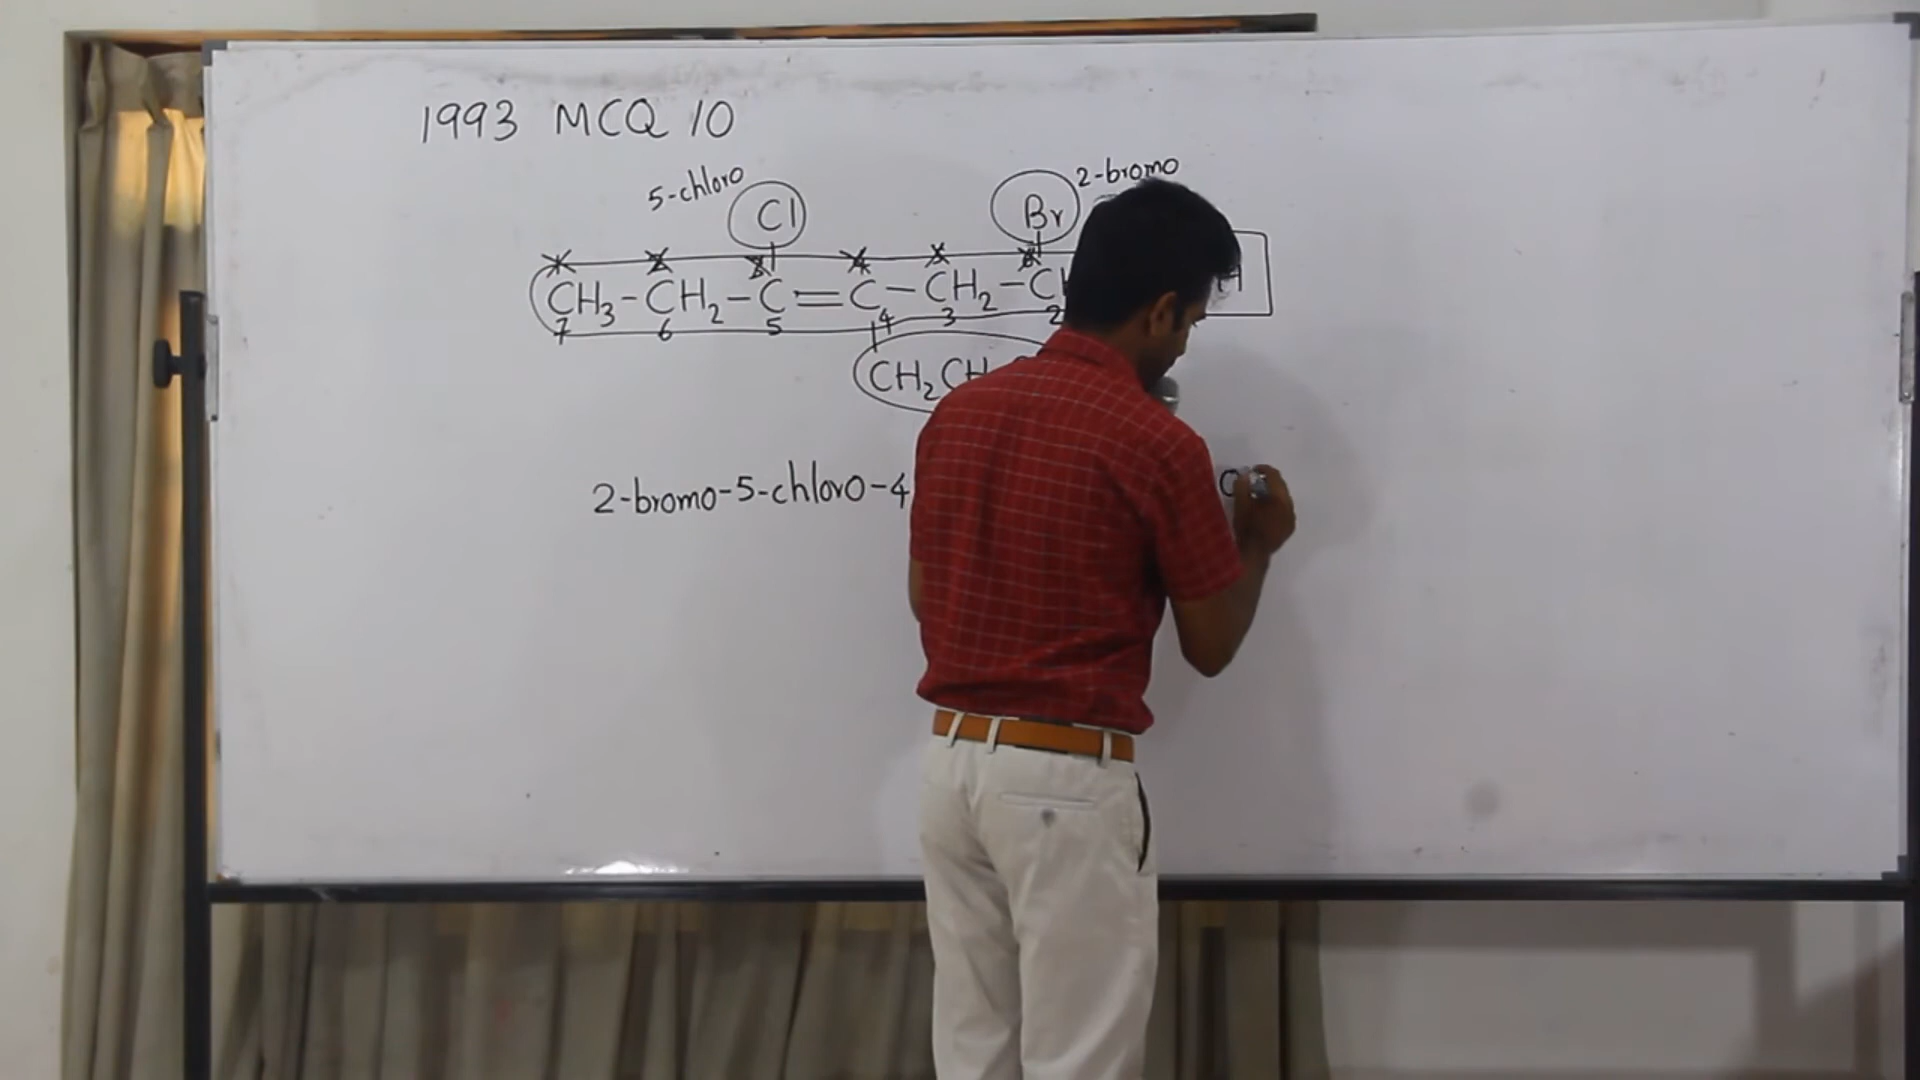 1993 MCQ 10
5-chloro
2-bromo
Cl
Br
CH3-CH2-C=C-CH2-C
7 6 5 4 3 2
CH2CH
2-bromo-5-chloro-4